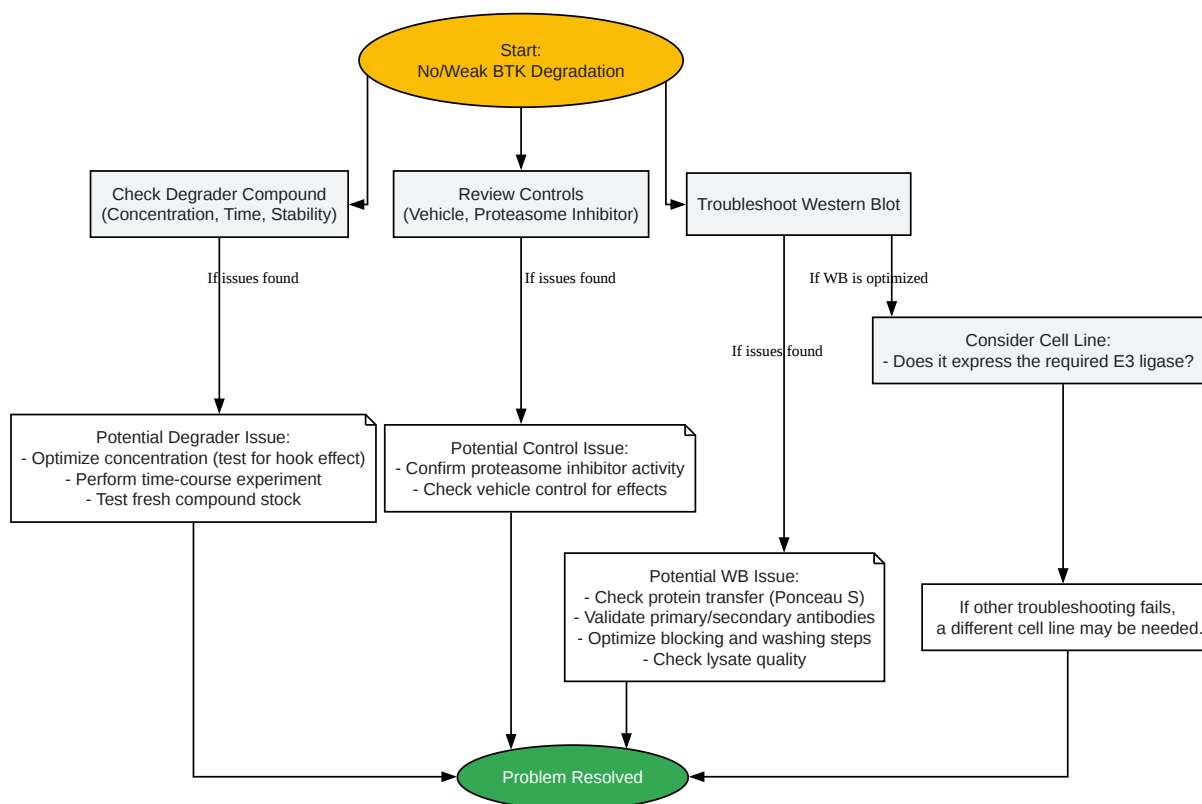 Start:
No/Weak BTK Degradation
Check Degrader Compound
(Concentration, Time, Stability)
Review Controls
(Vehicle, Proteasome Inhibitor)
Troubleshoot Western Blot
If issues found
If issues found
If WB is optimized
If issues found
Consider Cell Line:
- Does it express the required E3 ligase?
Potential Degrader Issue:
- Optimize concentration (test for hook effect)
- Perform time-course experiment
- Test fresh compound stock
Potential Control Issue:
- Confirm proteasome inhibitor activity
- Check vehicle control for effects
Potential WB Issue:
- Check protein transfer (Ponceau S)
- Validate primary/secondary antibodies
- Optimize blocking and washing steps
- Check lysate quality
If other troubleshooting fails,
a different cell line may be needed.
Problem Resolved